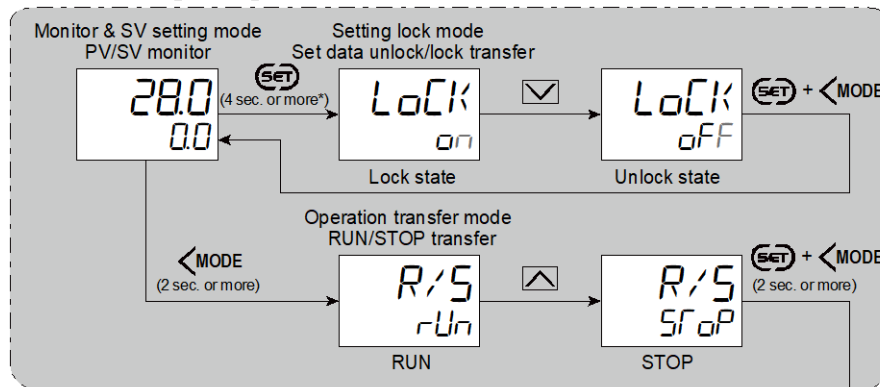 Monitor & SV setting mode
PV/SV monitor
Setting lock mode
Set data unlock/lock transfer
28.0
0.0
SET
(4 sec. or more*)
LoCK
on
LoCK
oFF
SET + <MODE
Lock state
Unlock state
Operation transfer mode
RUN/STOP transfer
<MODE
(2 sec. or more)
R/S
rUn
R/S
SToP
SET + <MODE
(2 sec. or more)
RUN
STOP